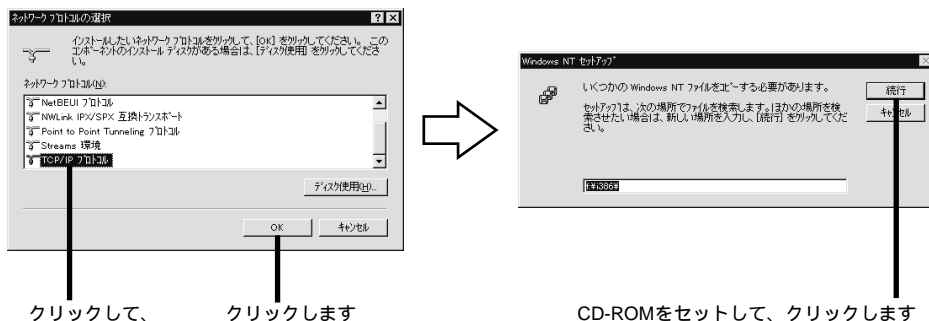 ネットワーク プロトコルの選択
インストールしたいネットワーク プロトコルをクリックして、[OK] をクリックしてください。この
コンポーネントのインストール ディスクがある場合は、[ディスク使用] をクリックしてくださ
い。
ネットワーク プロトコル(N):
NetBEUI プロトコル
NWLink IPX/SPX 互換トランスポート
Point to Point Tunneling プロトコル
Streams 環境
TCP/IP プロトコル
ディスク使用(H)...
OK
キャンセル
クリックして、
クリックします
Windows NT セットアップ
いくつかの Windows NT ファイルをコピーする必要があります。
セットアップは、次の場所でファイルを検索します。ほかの場所を検
索させたい場合は、新しい場所を入力し、[続行] をクリックしてくだ
さい。
続行
キャンセル
f:¥i386¥
CD-ROMをセットして、クリックします